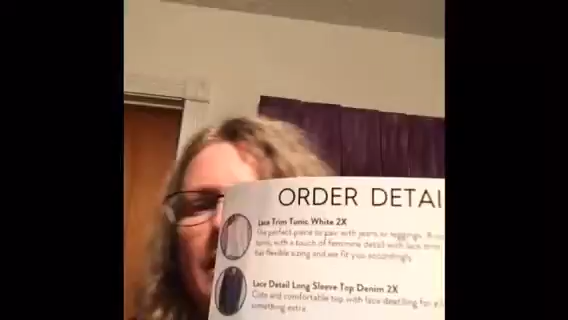 ORDER DETAI
Lace Trim Tunic White 2X
The perfect piece to pair with jeans or leggings.
tunic, with a touch of feminine detail with lace trim
has flexible sizing and we fit you accordingly.
Lace Detail Long Sleeve Top Denim 2X
Cute and comfortable top with lace detailing for
something extra.